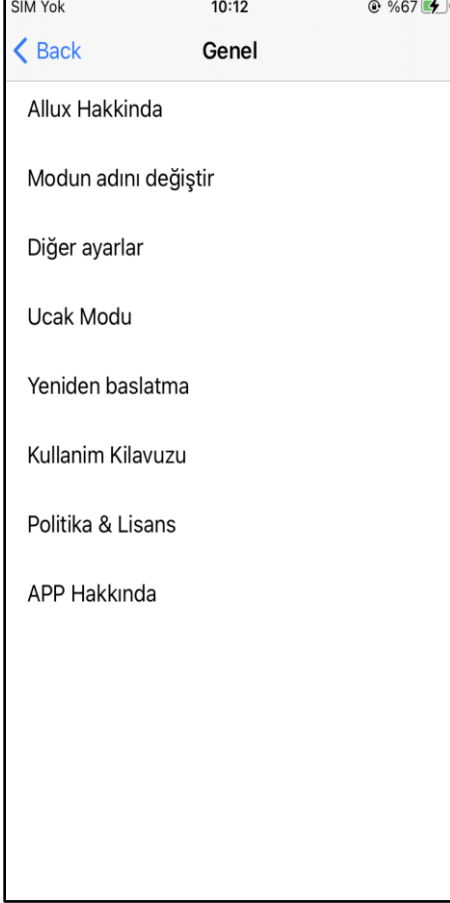 SIM Yok 10:12 %67
Back Genel
Allux Hakkinda
Modun adını değiştir
Diğer ayarlar
Ucak Modu
Yeniden baslatma
Kullanim Kilavuzu
Politika & Lisans
APP Hakkında